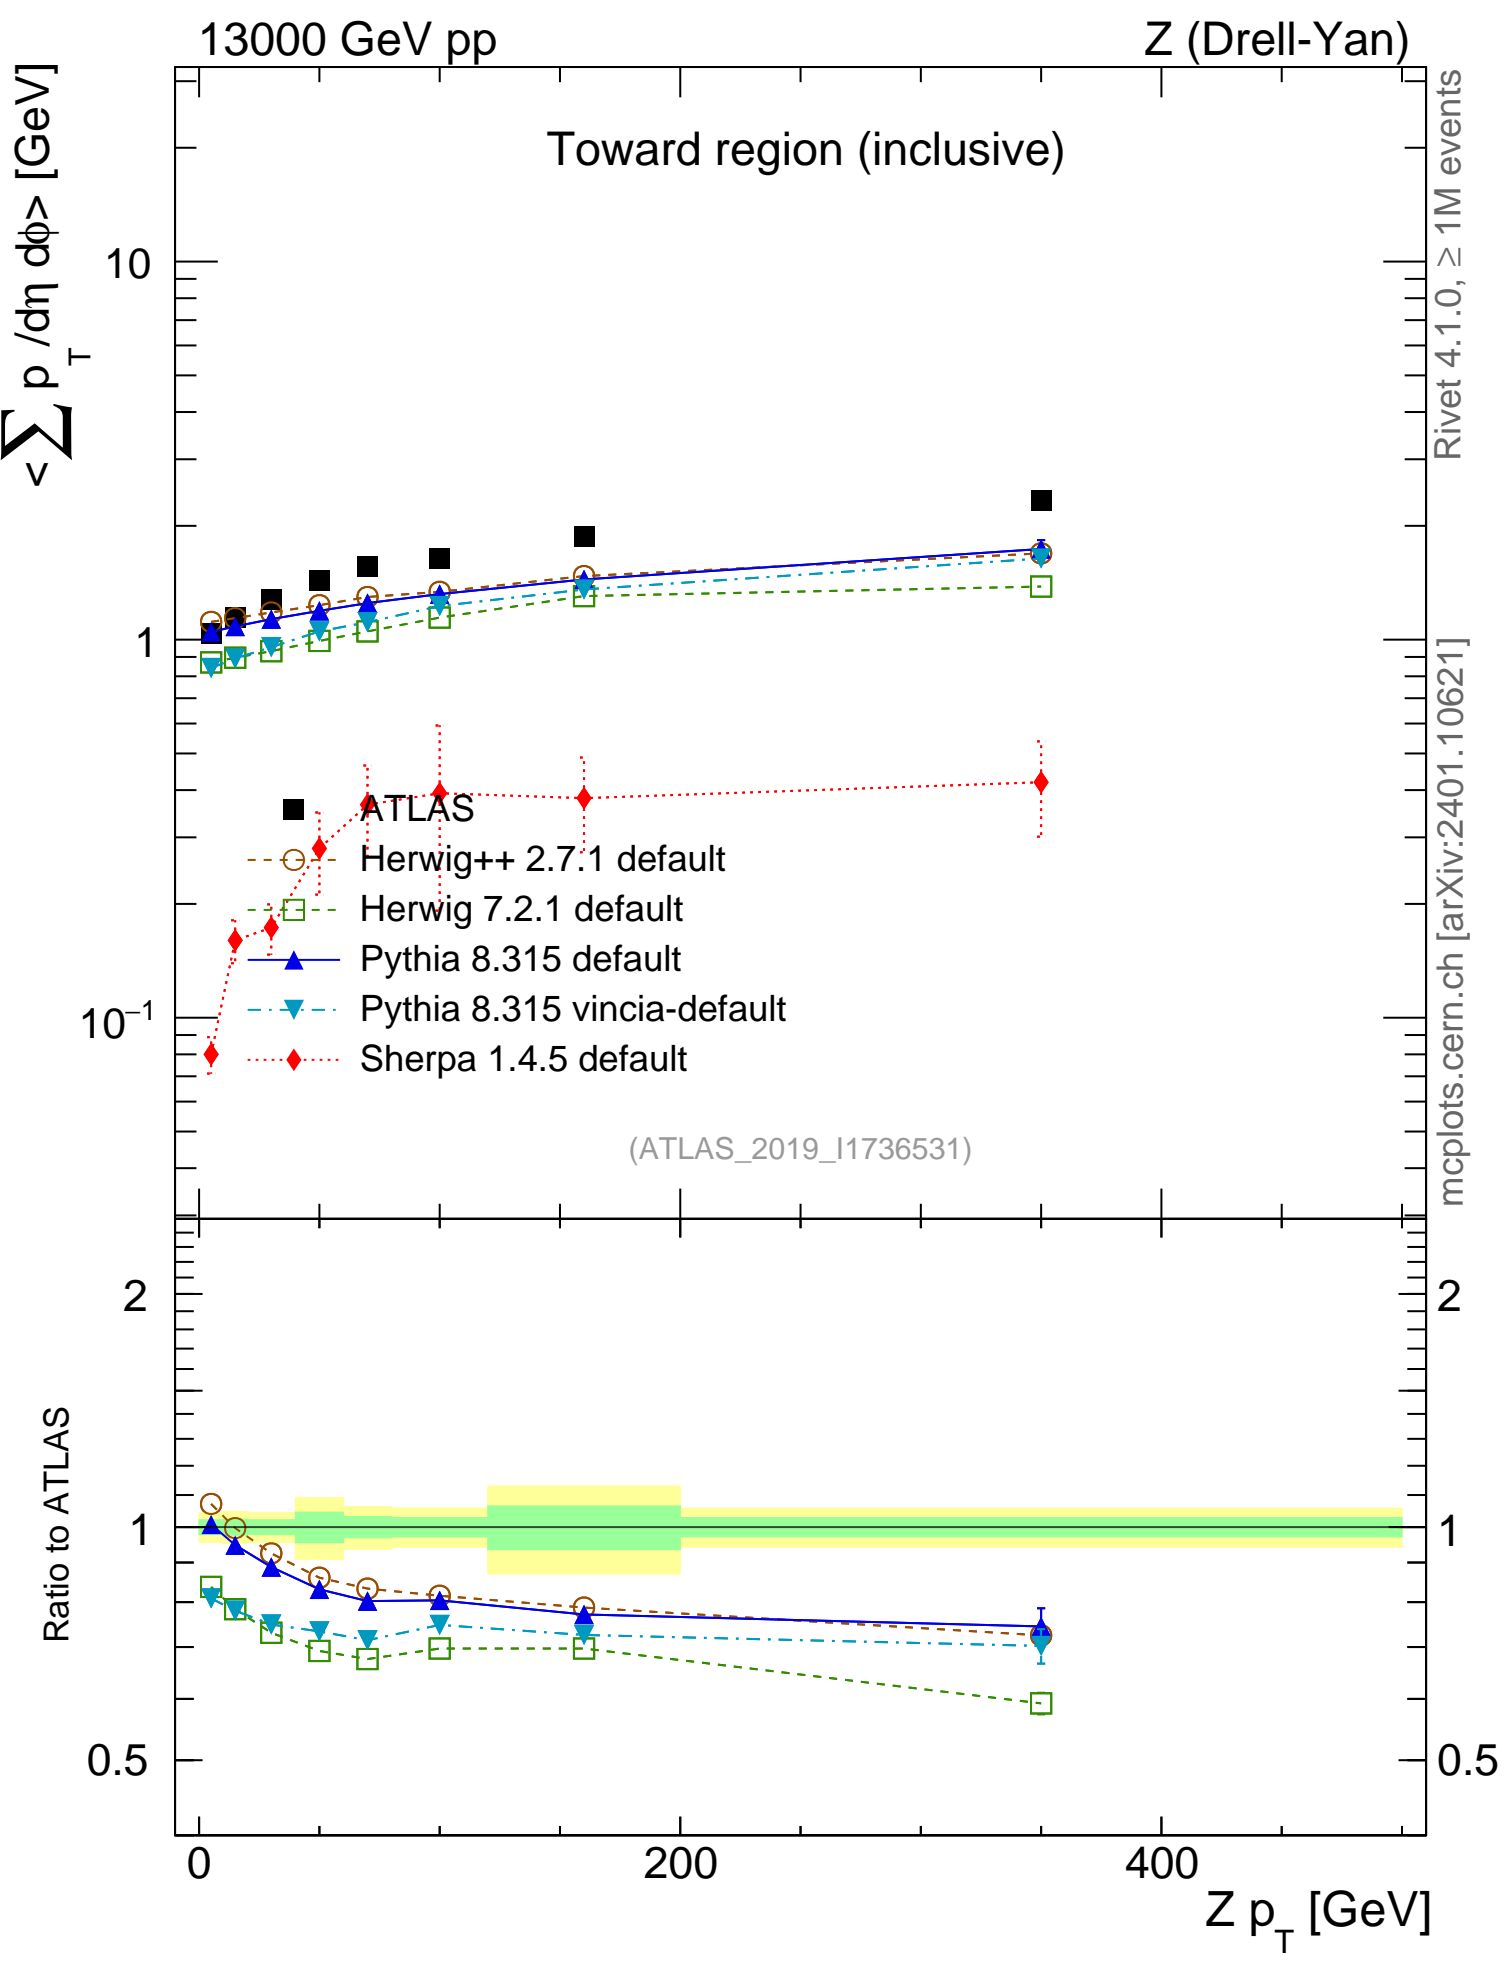 13000 GeV pp
Z (Drell-Yan)
<∑ p_T/dη dϕ> [GeV]
Toward region (inclusive)
10
1
10⁻¹
ATLAS
Herwig++ 2.7.1 default
Herwig 7.2.1 default
Pythia 8.315 default
Pythia 8.315 vincia-default
Sherpa 1.4.5 default
(ATLAS_2019_I1736531)
Rivet 4.1.0, ≥ 1M events
mcplots.cern.ch [arXiv:2401.10621]
Ratio to ATLAS
2
1
0.5
2
1
0.5
0
200
400
Z p_T [GeV]